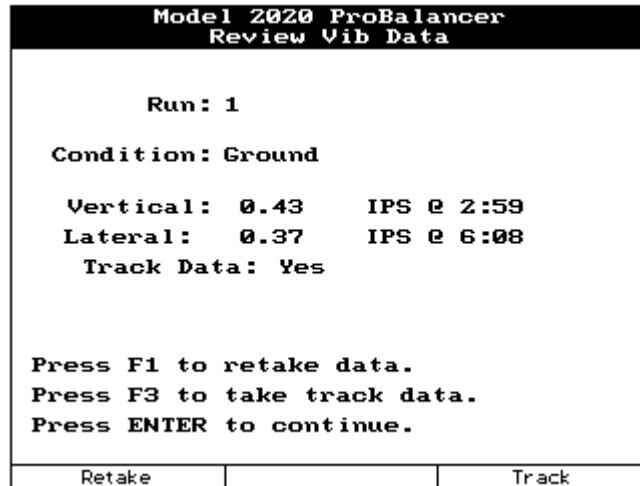 Model 2020 ProBalancer
Review Vib Data
Run: 1
Condition: Ground
Vertical: 0.43 IPS @ 2:59
Lateral: 0.37 IPS @ 6:08
Track Data: Yes
Press F1 to retake data.
Press F3 to take track data.
Press ENTER to continue.
Retake Track